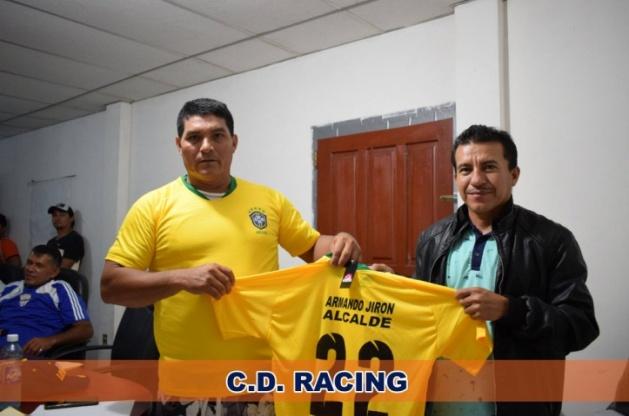 ARMANDO JIRON
ALCALDE
22
C.D. RACING